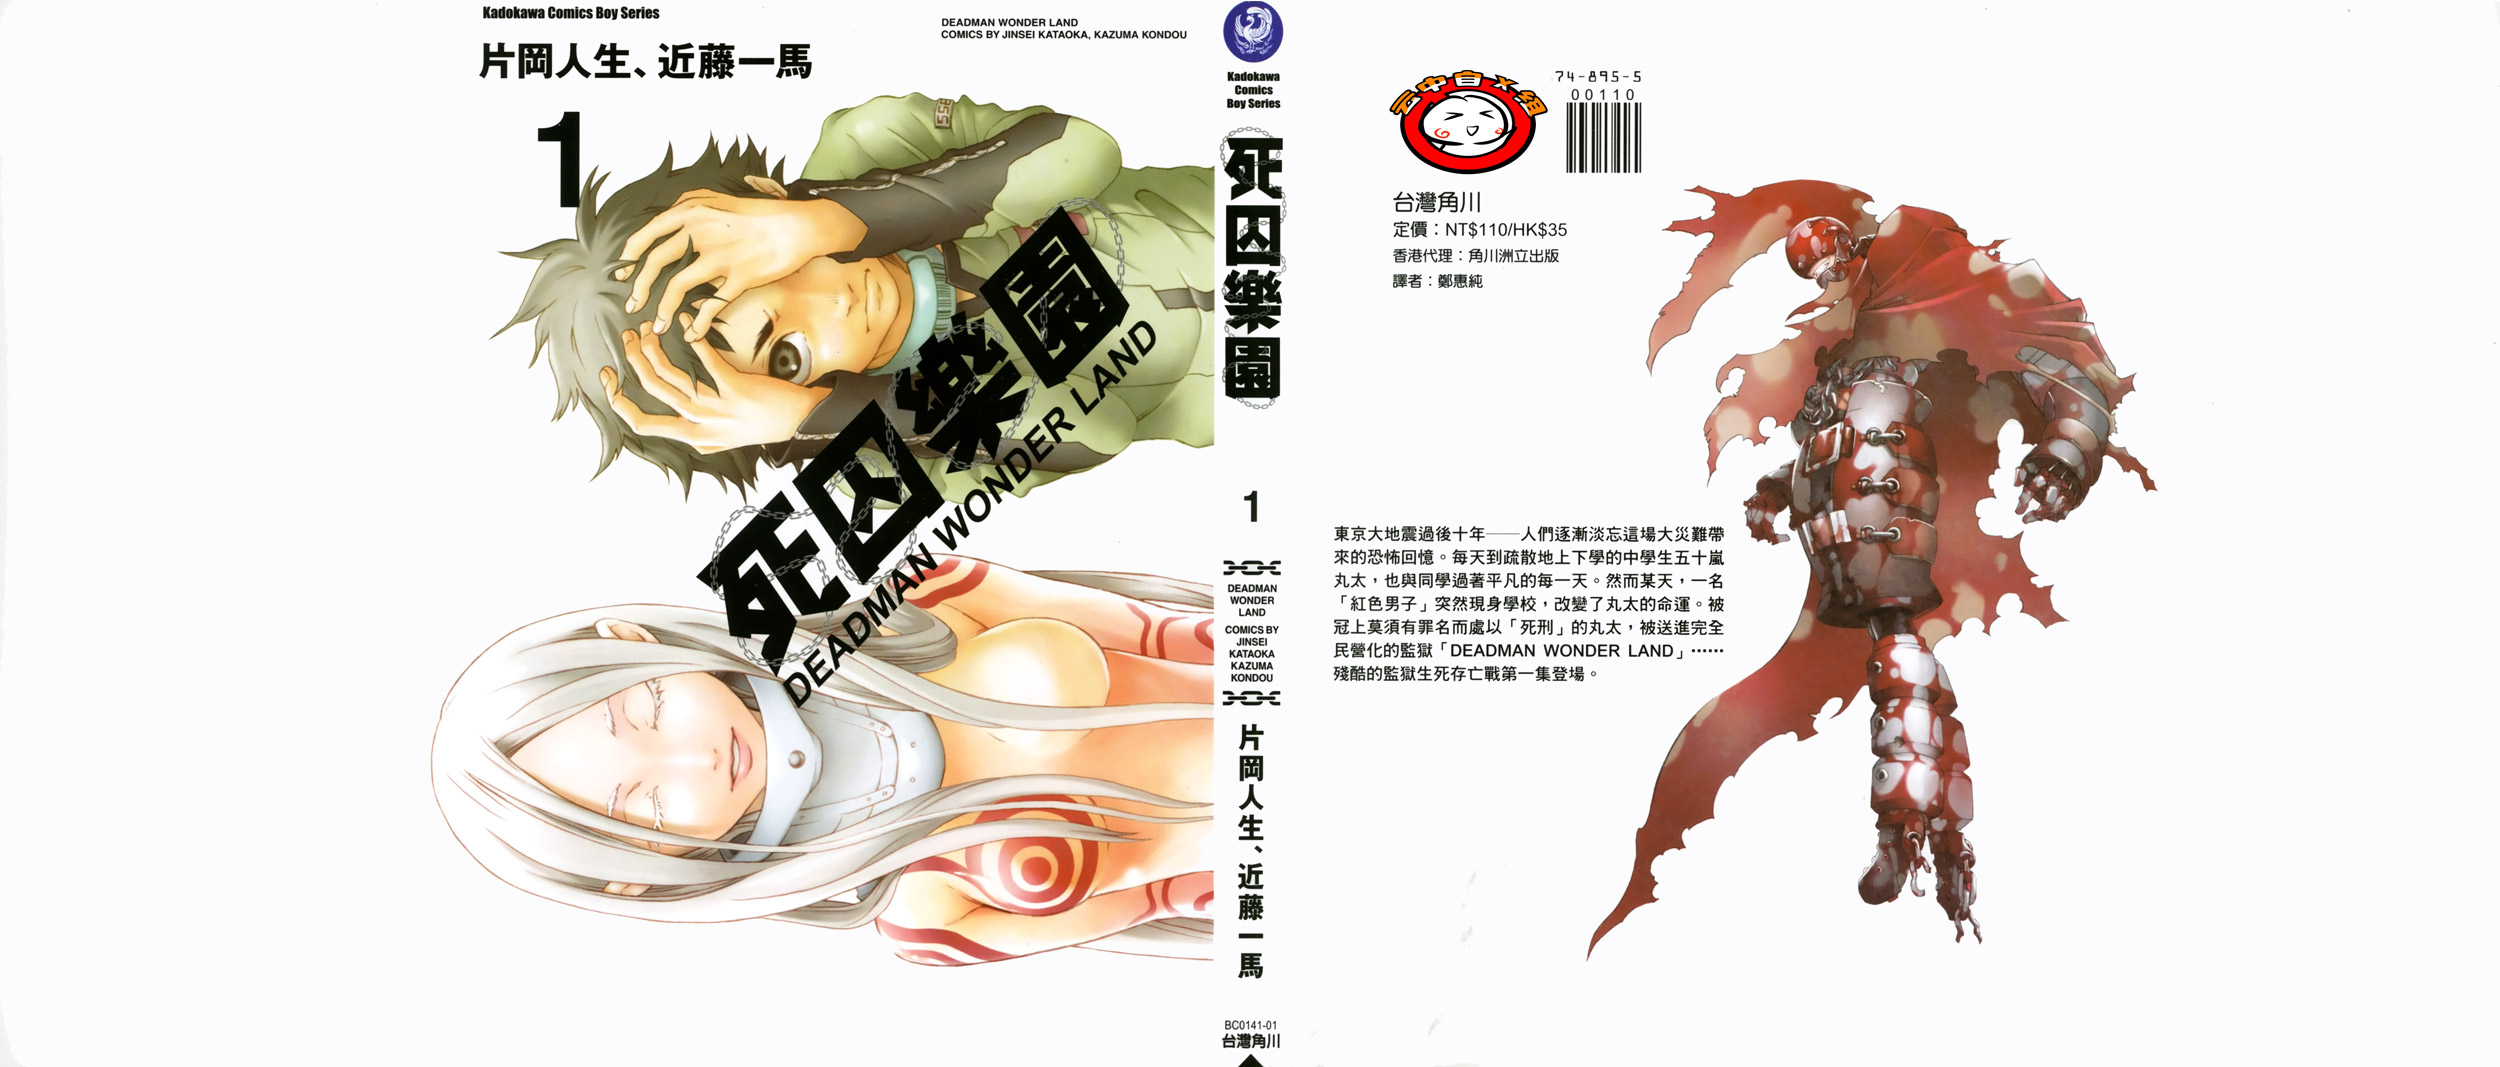 Kadokawa Comics Boy Series
片岡人生、近藤一馬
1
DEADMAN WONDER LAND
COMICS BY JINSEI KATAOKA, KAZUMA KONDOU
死囚樂園
DEADMAN WONDER LAND
Kadokawa
Comics
Boy Series
死囚樂園
1
DEADMAN
WONDER
LAND
COMICS BY
JINSEI
KATAOKA
KAZUMA
KONDOU
片岡人生、近藤一馬
BC0141-01
台灣角川
云中百X組
74-895-5
00110
台灣角川
定價：NT$110/HK$35
香港代理：角川洲立出版
譯者：鄭惠純
東京大地震過後十年——人們逐漸淡忘這場大災難帶
來的恐怖回憶。每天到疏散地上下學的中學生五十嵐
丸太，也與同學過著平凡的每一天。然而某天，一名
「紅色男子」突然現身學校，改變了丸太的命運。被
冠上莫須有罪名而處以「死刑」的丸太，被送進完全
民營化的監獄「DEADMAN WONDER LAND」……
殘酷的監獄生死存亡戰第一集登場。